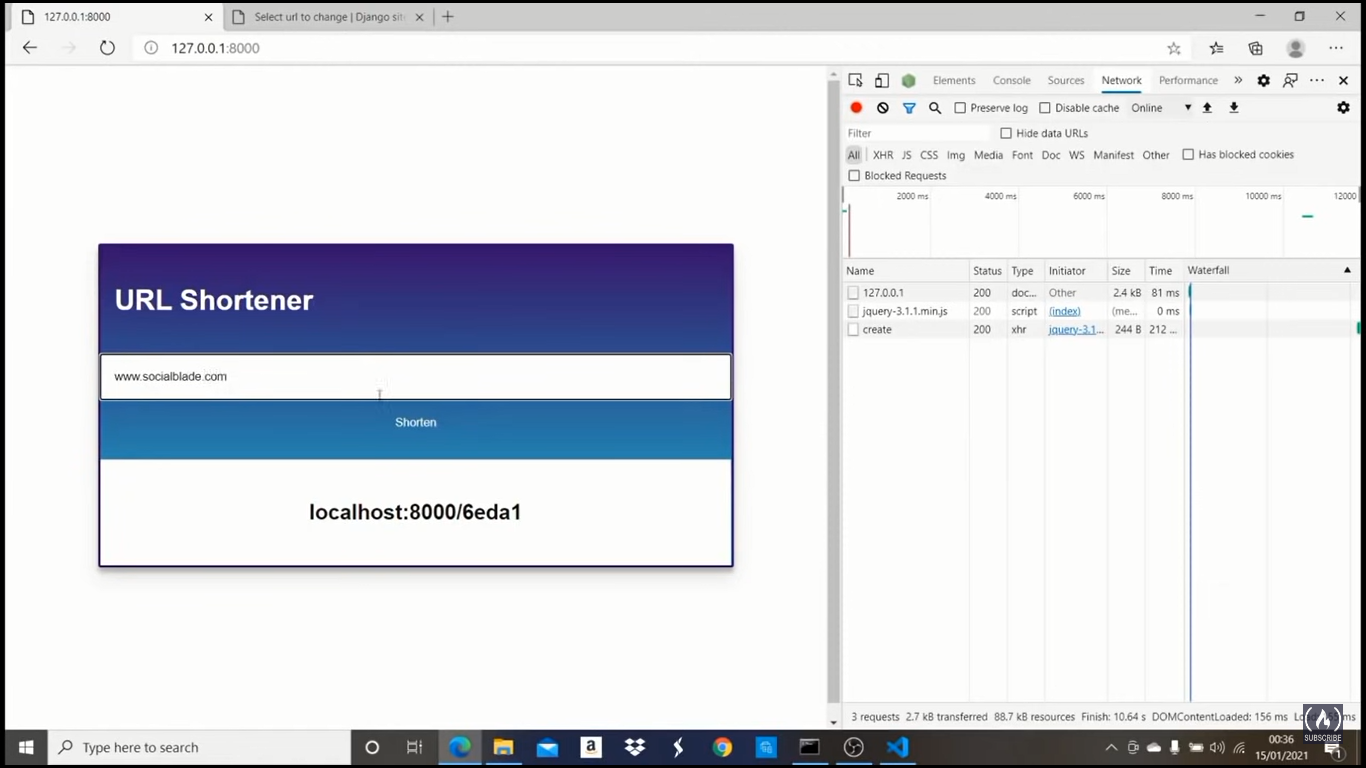 127.0.0.1:8000
Select url to change | Django sit
127.0.0.1:8000
Elements Console Sources Network Performance
Preserve log Disable cache Online
Filter Hide data URLs
All XHR JS CSS Img Media Font Doc WS Manifest Other Has blocked cookies
Blocked Requests
2000 ms 4000 ms 6000 ms 8000 ms 10000 ms 12000
Name Status Type Initiator Size Time Waterfall
127.0.0.1 200 doc... Other 2.4 kB 81 ms
jquery-3.1.1.min.js 200 script (index) (me... 0 ms
create 200 xhr jquery-3.1... 244 B 212 ...
URL Shortener
www.socialblade.com
Shorten
localhost:8000/6eda1
3 requests 2.7 kB transferred 88.7 kB resources Finish: 10.64 s DOMContentLoaded: 156 ms
SUBSCRIBE
Type here to search
00:36
15/01/2021
1